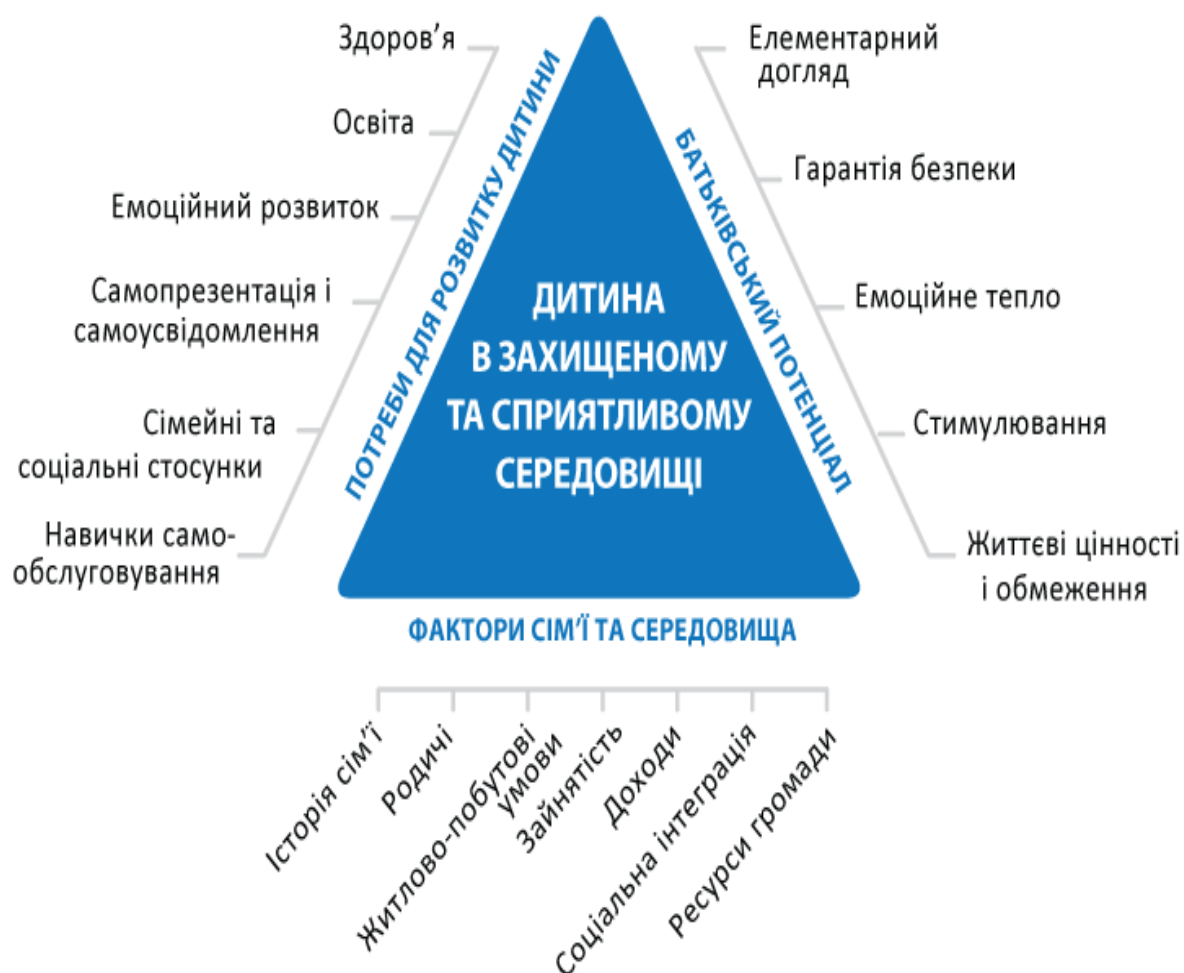 Здоров’я
Освіта
Емоційний розвиток
Самопрезентація і
самоусвідомлення
Сімейні та
соціальні стосунки
Навички само-
обслуговування
ПОТРЕБИ ДЛЯ РОЗВИТКУ ДИТИНИ
ДИТИНА
В ЗАХИЩЕНОМУ
ТА СПРИЯТЛИВОМУ
СЕРЕДОВИЩІ
БАТЬКІВСЬКИЙ ПОТЕНЦІАЛ
Елементарний
догляд
Гарантія безпеки
Емоційне тепло
Стимулювання
Життєві цінності
і обмеження
ФАКТОРИ СІМ’Ї ТА СЕРЕДОВИЩА
Історія сім’ї
Родичі
Житлово-побутові
умови
Зайнятість
Доходи
Соціальна інтеграція
Ресурси громади